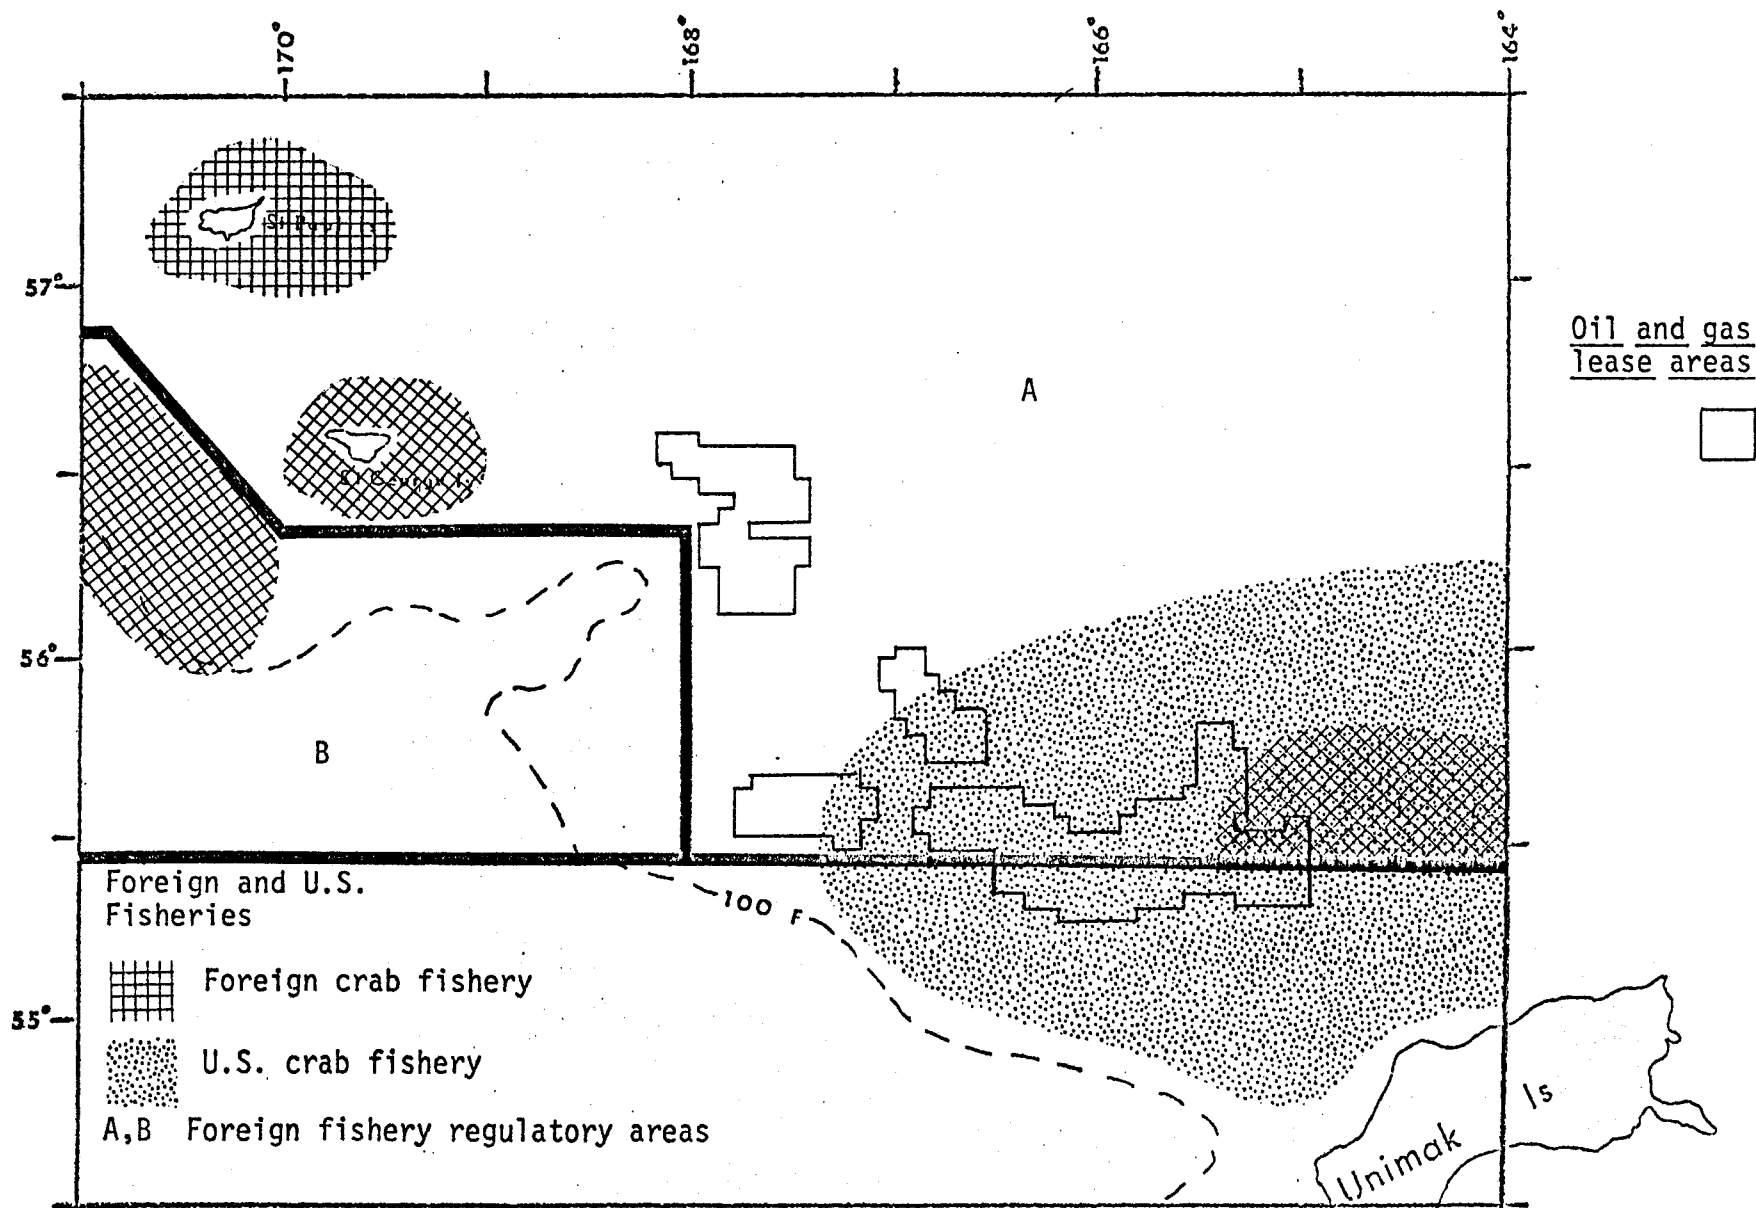 170°
168°
166°
164°
57°
56°
55°
A
B
Oil and gas
lease areas
Foreign and U.S.
Fisheries
Foreign crab fishery
U.S. crab fishery
A,B Foreign fishery regulatory areas
100 F
Unimak Is